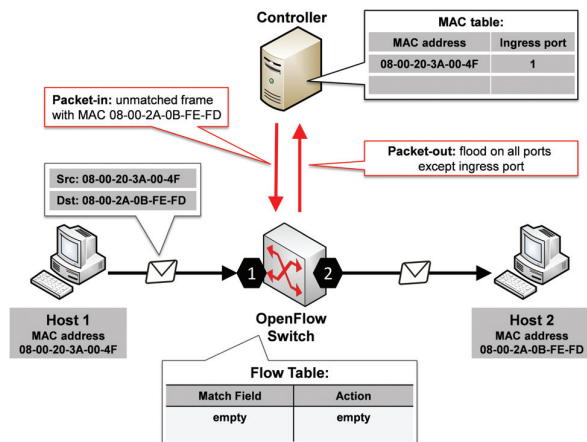 Controller
MAC table:
MAC address Ingress port
08-00-20-3A-00-4F 1
Packet-in: unmatched frame
with MAC 08-00-2A-0B-FE-FD
Packet-out: flood on all ports
except ingress port
Src: 08-00-20-3A-00-4F
Dst: 08-00-2A-0B-FE-FD
1
2
Host 1
MAC address
08-00-20-3A-00-4F
OpenFlow
Switch
Host 2
MAC address
08-00-2A-0B-FE-FD
Flow Table:
Match Field Action
empty empty